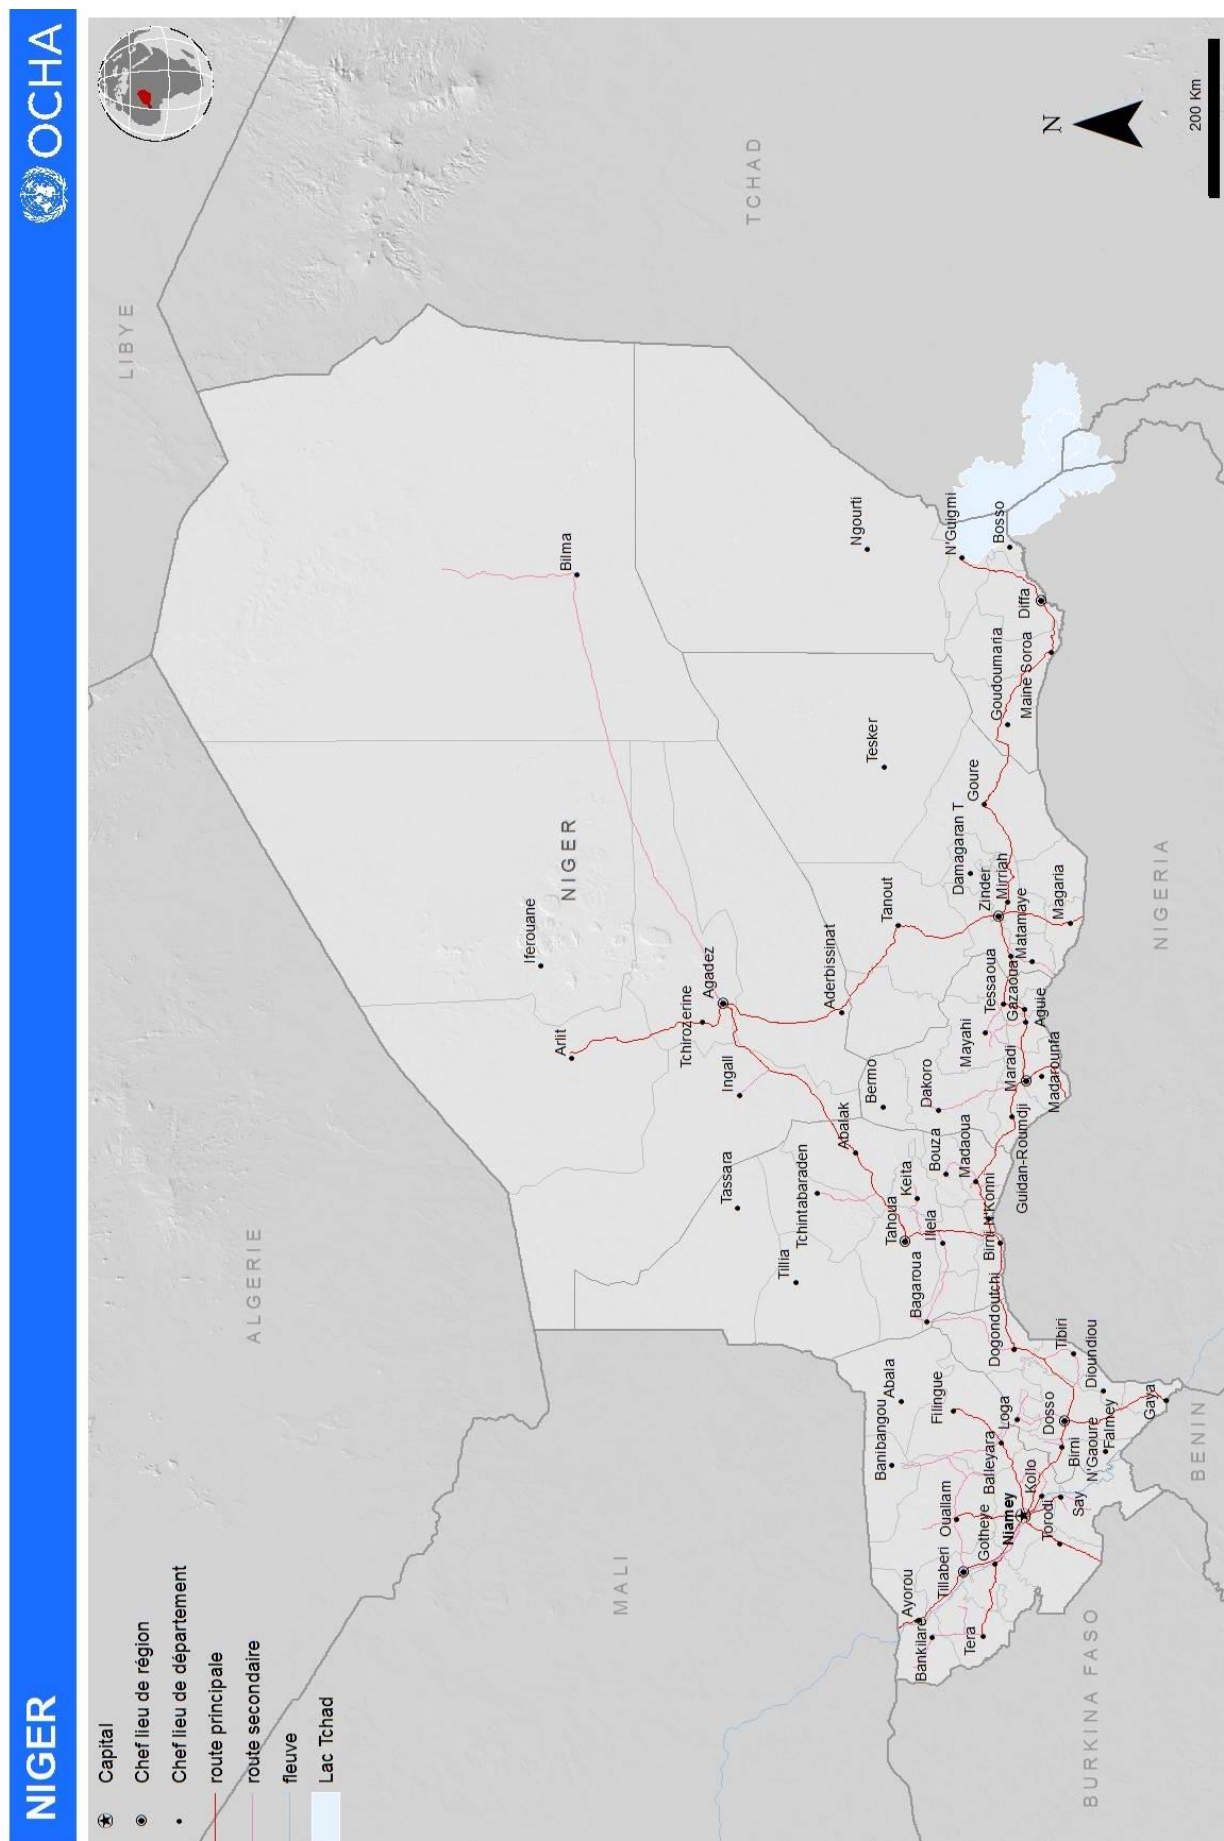 NIGER
OCHA
Capital
Chef lieu de région
Chef lieu de département
route principale
route secondaire
fleuve
Lac Tchad
LIBYE
ALGERIE
TCHAD
MALI
NIGER
NIGERIA
BURKINA FASO
BENIN
Bilma
Iferouane
Arlit
Tchirozerine
Agadez
Ingall
Aderbissinat
Tassara
Tchintabaraden
Tillia
Abalak
Tahoua
Keita
Bouza
Madaoua
Illela
Bagaroua
Birni N'Konni
Bermo
Dakoro
Mayahi
Tessaoua
Gazaoua
Aguie
Maradi
Madarounfa
Guidan-Roumdji
Tanout
Tesker
Damagaran T
Goure
Zinder
Mirriah
Matamaye
Magaria
Ngourti
N'Guigmi
Bosso
Diffa
Goudoumaria
Maine Soroa
Banibangou
Abala
Filingue
Ayorou
Bankilare
Tera
Tillaberi
Gotheye
Ouallam
Balleyara
Loga
Dogondoutchi
Tibiri
Dioundiou
Dosso
Birni
N'Gaoure
Falmey
Gaya
Niamey
Kollo
Torodi
Say
N
200 Km